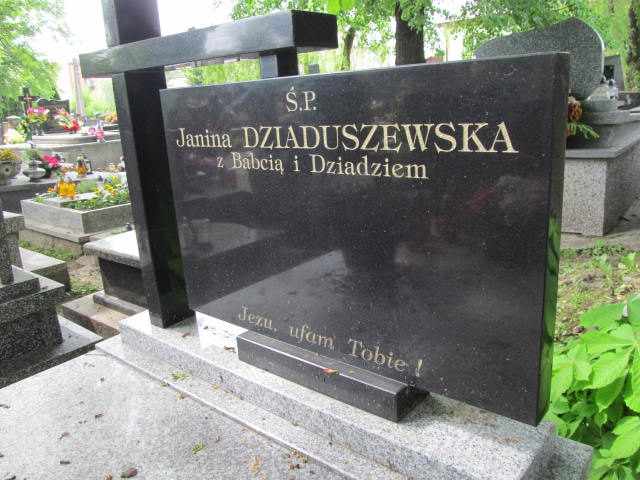 Ś.P.
Janina DZIADUSZEWSKA
z Babcią i Dziadziem
Jezu, ufam Tobie!